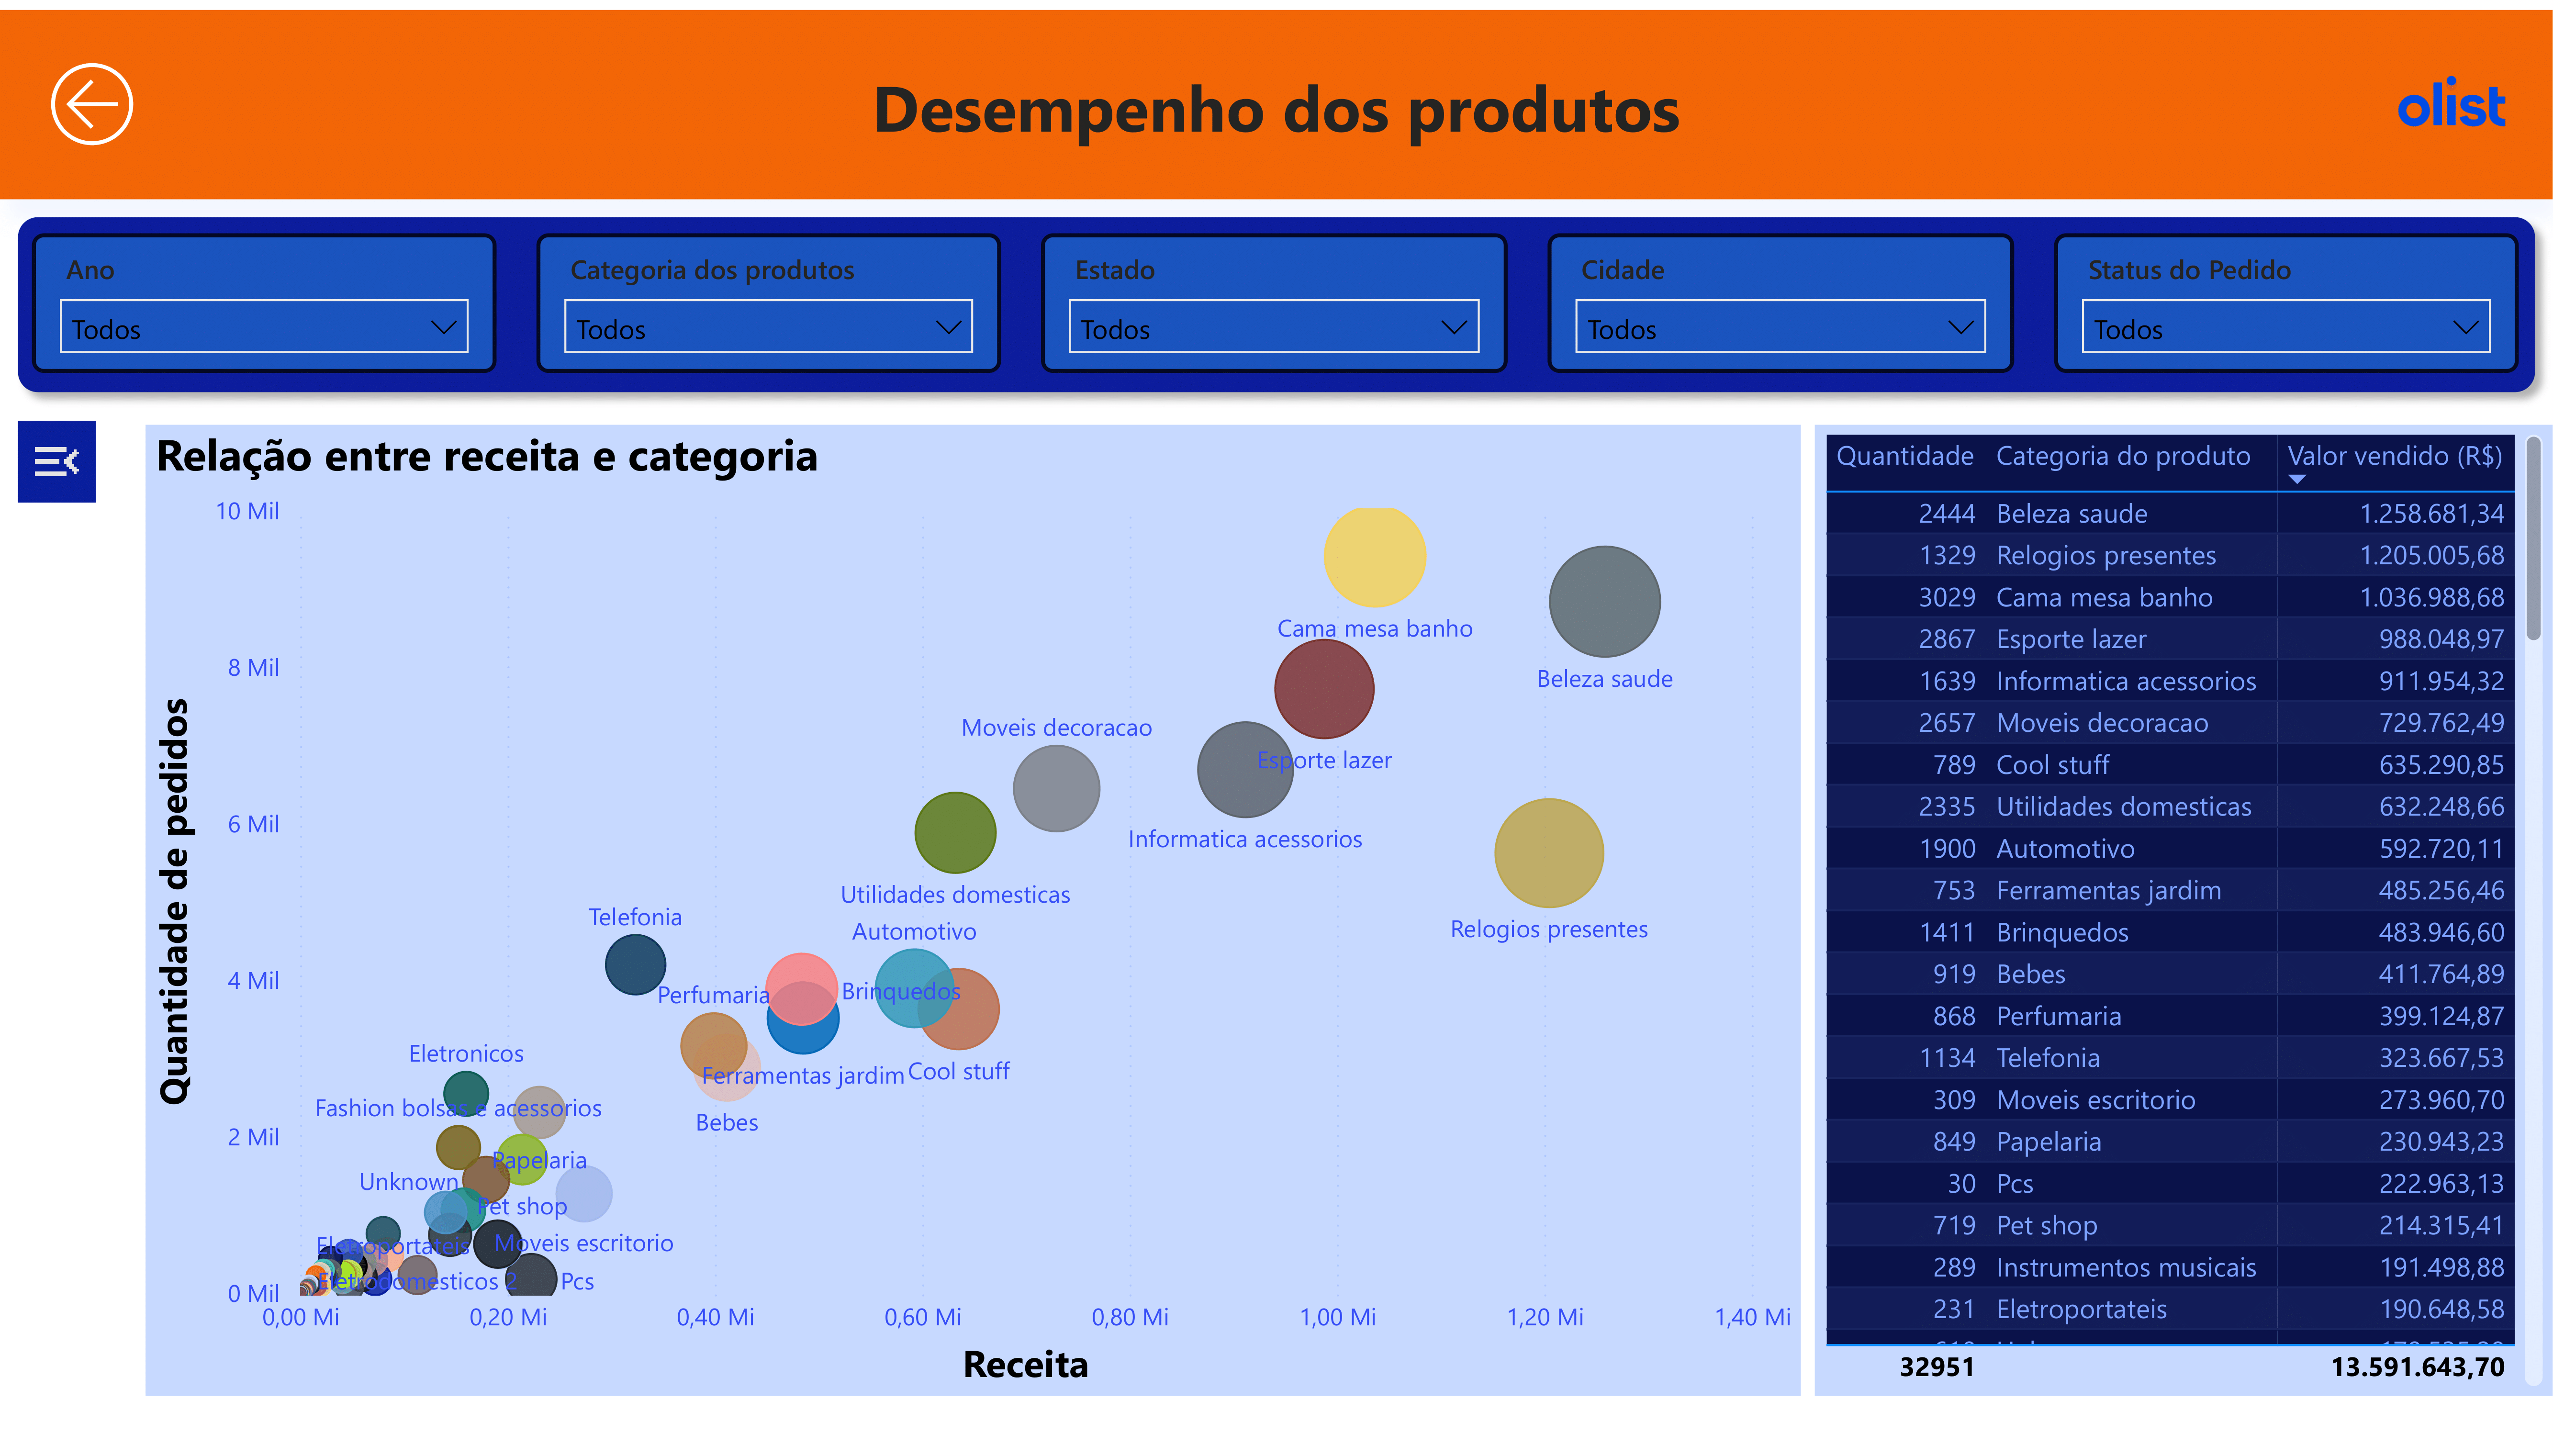 Desempenho dos produtos
olist
Ano
Todos
Categoria dos produtos
Todos
Estado
Todos
Cidade
Todos
Status do Pedido
Todos
Relação entre receita e categoria
Quantidade de pedidos
10 Mil
8 Mil
6 Mil
4 Mil
2 Mil
0 Mil
Cama mesa banho
Beleza saude
Moveis decoracao
Esporte lazer
Informatica acessorios
Utilidades domesticas
Telefonia
Automotivo
Relogios presentes
Perfumaria
Brinquedos
Eletronicos
Ferramentas jardim
Cool stuff
Fashion bolsas e acessorios
Bebes
Papelaria
Unknown
Pet shop
Eletroportateis
Moveis escritorio
Eletrodomesticos 2
Pcs
0,00 Mi
0,20 Mi
0,40 Mi
0,60 Mi
0,80 Mi
1,00 Mi
1,20 Mi
1,40 Mi
Receita
Quantidade Categoria do produto Valor vendido (R$)
2444 Beleza saude 1.258.681,34
1329 Relogios presentes 1.205.005,68
3029 Cama mesa banho 1.036.988,68
2867 Esporte lazer 988.048,97
1639 Informatica acessorios 911.954,32
2657 Moveis decoracao 729.762,49
789 Cool stuff 635.290,85
2335 Utilidades domesticas 632.248,66
1900 Automotivo 592.720,11
753 Ferramentas jardim 485.256,46
1411 Brinquedos 483.946,60
919 Bebes 411.764,89
868 Perfumaria 399.124,87
1134 Telefonia 323.667,53
309 Moveis escritorio 273.960,70
849 Papelaria 230.943,23
30 Pcs 222.963,13
719 Pet shop 214.315,41
289 Instrumentos musicais 191.498,88
231 Eletroportateis 190.648,58
32951 13.591.643,70